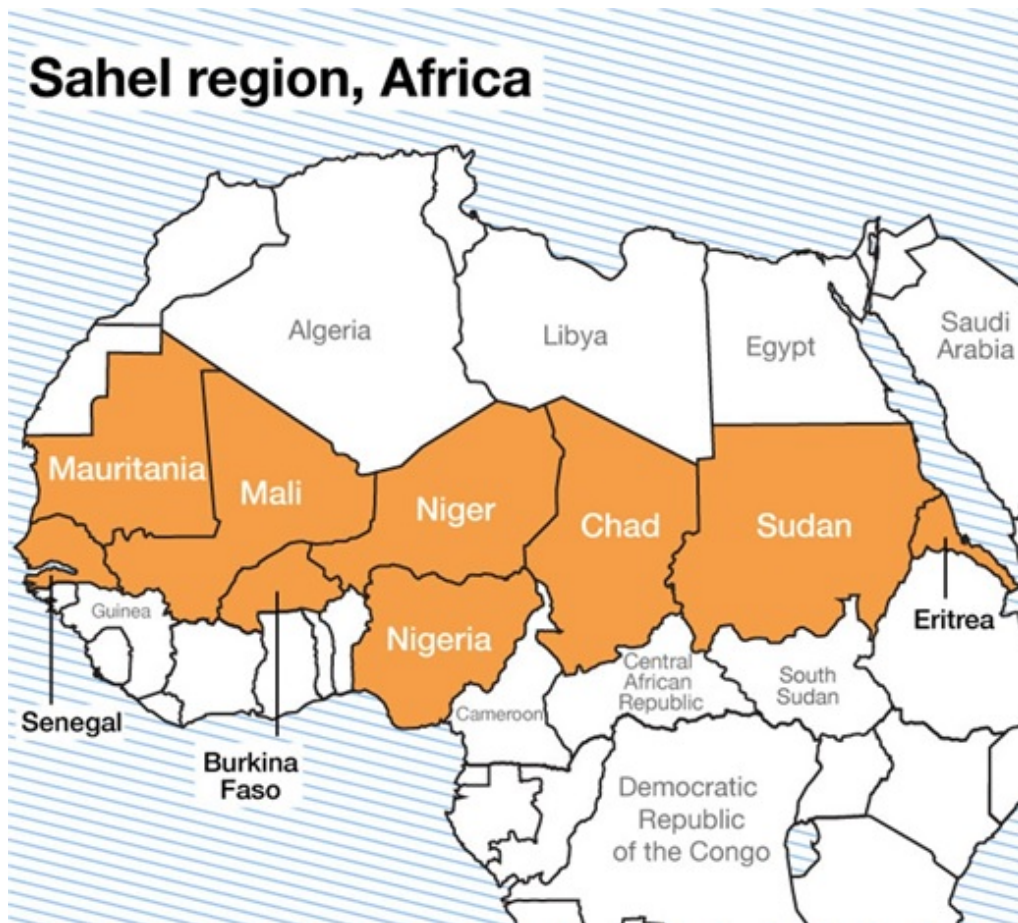 Sahel region, Africa
Algeria
Libya
Egypt
Saudi
Arabia
Mauritania
Mali
Niger
Chad
Sudan
Eritrea
Guinea
Nigeria
Senegal
Burkina
Faso
Cameroon
Central
African
Republic
South
Sudan
Democratic
Republic
of the Congo